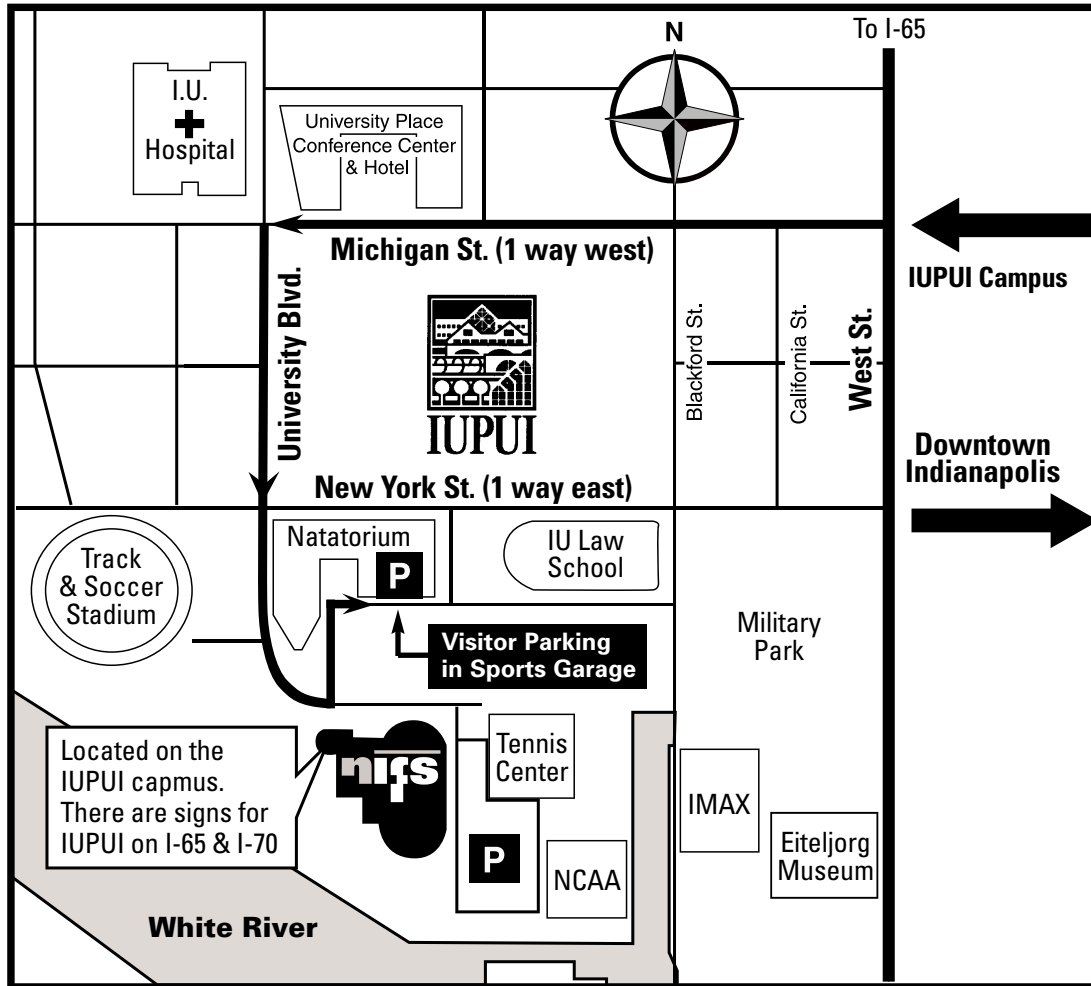 N
To I-65
I.U.
Hospital
University Place
Conference Center
& Hotel
Michigan St. (1 way west)
IUPUI Campus
University Blvd.
Blackford St.
California St.
West St.
IUPUI
Downtown
Indianapolis
New York St. (1 way east)
Track
& Soccer
Stadium
Natatorium
P
IU Law
School
Visitor Parking
in Sports Garage
Military
Park
Located on the
IUPUI capmus.
There are signs for
IUPUI on I-65 & I-70
nifs
Tennis
Center
P
NCAA
IMAX
Eiteljorg
Museum
White River